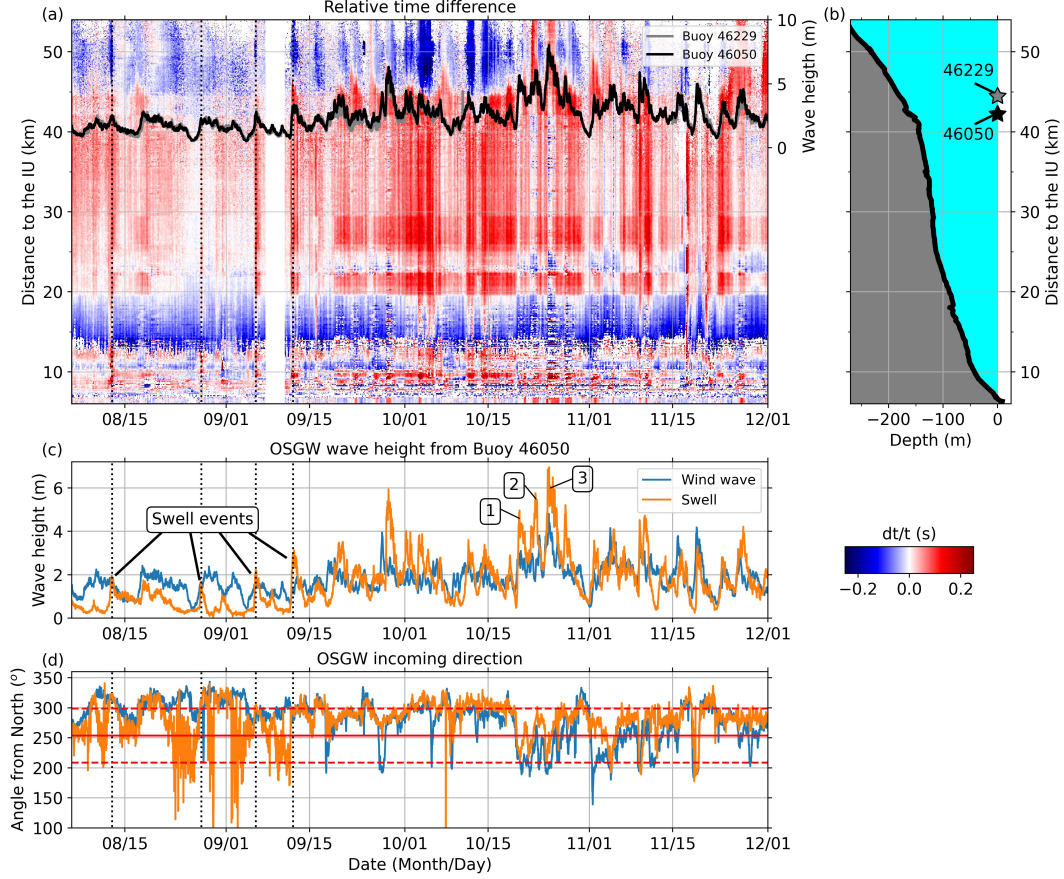 Relative time difference
(a)
(b)
Buoy 46229
Buoy 46050
Distance to the IU (km)
50
40
30
20
10
10
5
0
Wave heigth (m)
08/15
09/01
09/15
10/01
10/15
11/01
11/15
12/01
46229
46050
50
40
30
20
10
Distance to the IU (km)
−200
−100
0
Depth (m)
OSGW wave height from Buoy 46050
(c)
Wave height (m)
6
4
2
0
Swell events
1
2
3
Wind wave
Swell
08/15
09/01
09/15
10/01
10/15
11/01
11/15
12/01
dt/t (s)
−0.2
0.0
0.2
OSGW incoming direction
(d)
Angle from North (°)
350
300
250
200
150
100
08/15
09/01
09/15
10/01
10/15
11/01
11/15
12/01
Date (Month/Day)